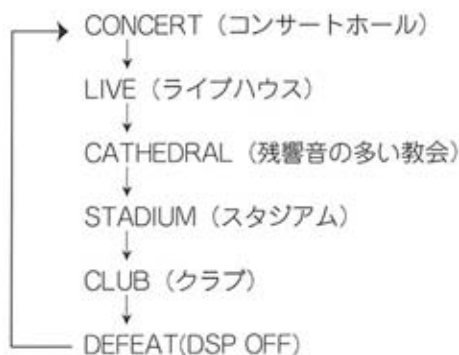 CONCERT（コンサートホール）
LIVE（ライブハウス）
CATHEDRAL（残響音の多い教会）
STADIUM（スタジアム）
CLUB（クラブ）
DEFEAT(DSP OFF)